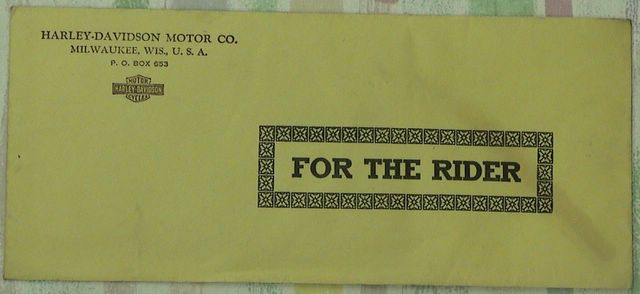 HARLEY-DAVIDSON MOTOR CO.
MILWAUKEE, WIS., U. S. A.
P. O. BOX 653
MOTOR
HARLEY-DAVIDSON
CYCLES
FOR THE RIDER